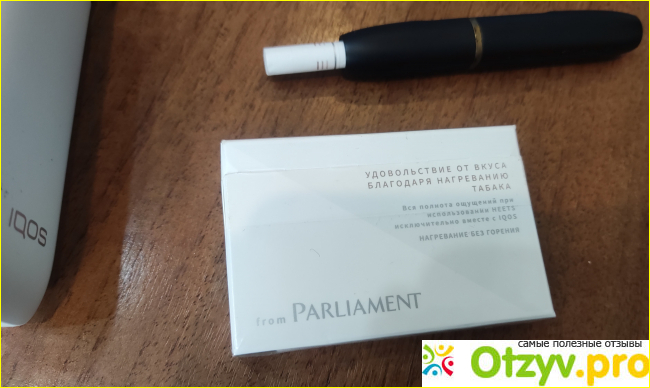 IQOS
УДОВОЛЬСТВИЕ ОТ ВКУСА
БЛАГОДАРЯ НАГРЕВАНИЮ
ТАБАКА
Вся полнота ощущений при
использовании HEETS
исключительно вместе с IQOS
НАГРЕВАНИЕ БЕЗ ГОРЕНИЯ
from PARLIAMENT
самые полезные отзывы
Otzyv.pro